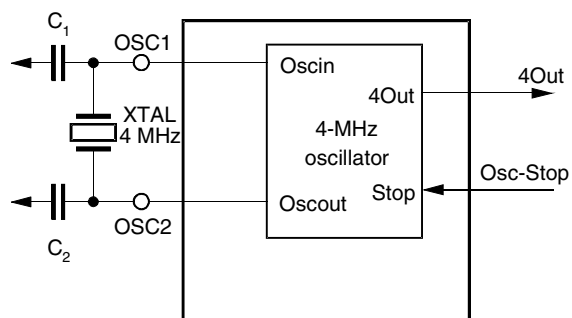 C1
OSC1
Oscin
4Out
4Out
XTAL
4 MHz
4-MHz
oscillator
Osc-Stop
Stop
Oscout
OSC2
C2